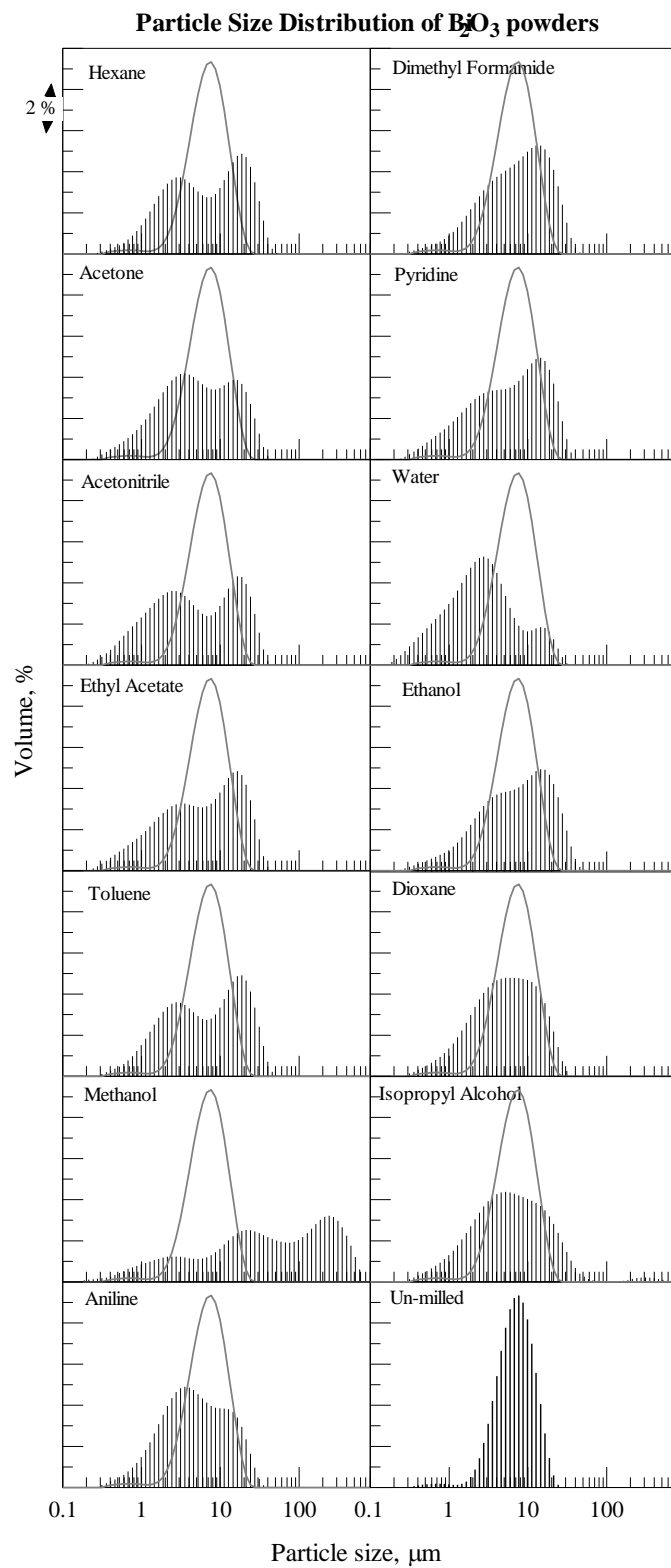 Particle Size Distribution of Bi2O3 powders
Hexane
Dimethyl Formamide
2 %
Acetone
Pyridine
Acetonitrile
Water
Ethyl Acetate
Ethanol
Toluene
Dioxane
Methanol
Isopropyl Alcohol
Aniline
Un-milled
Volume, %
0.1 1 10 100 0.1 1 10 100
Particle size, μm